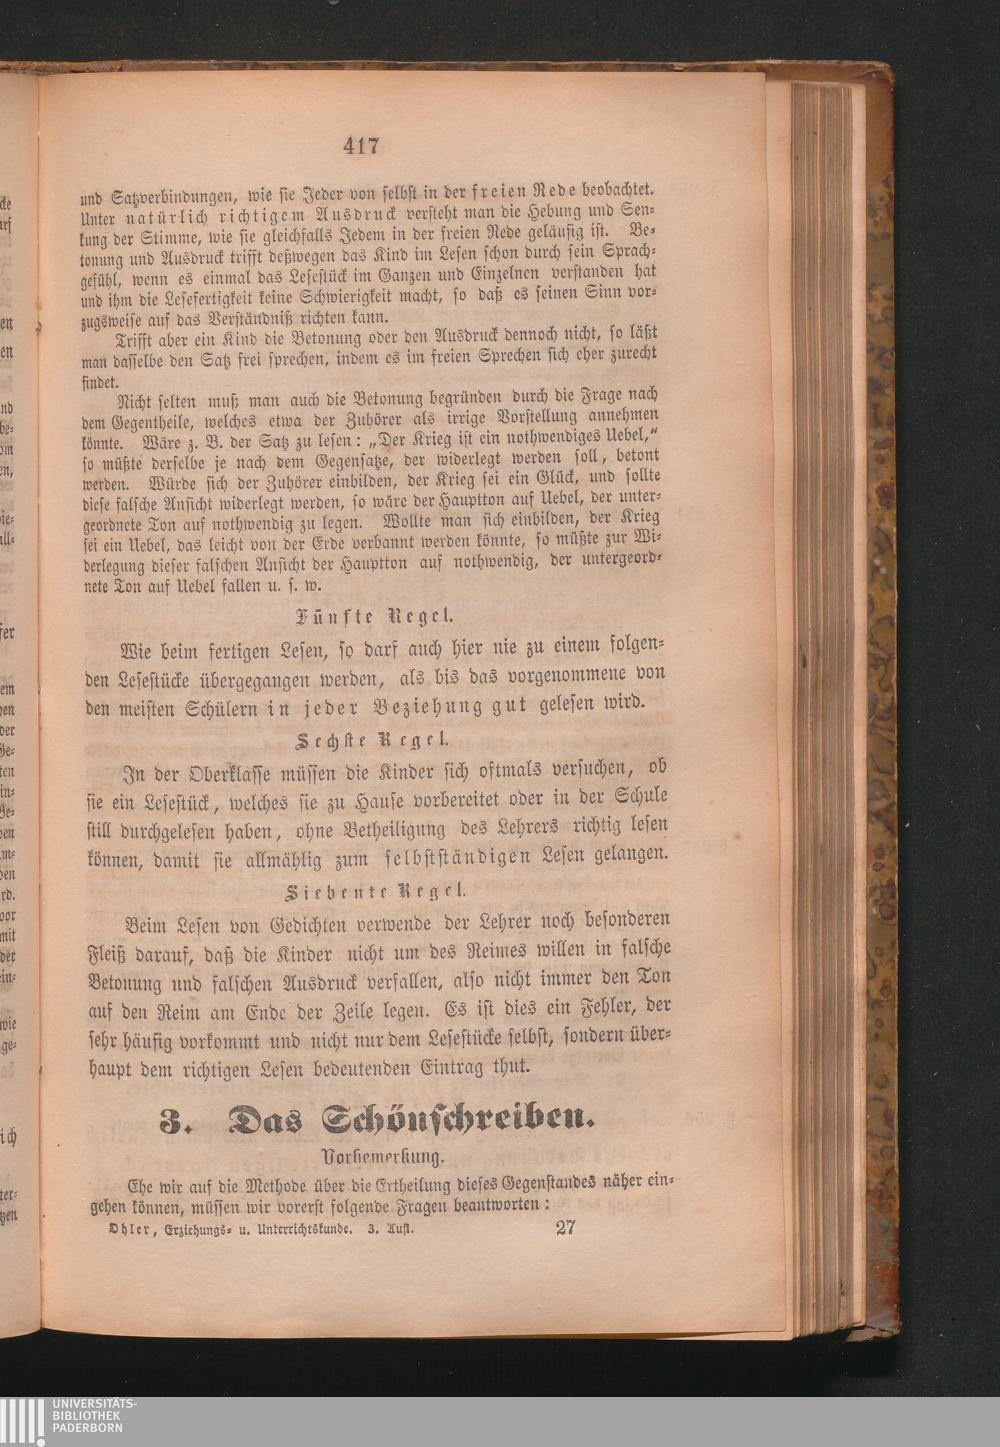 417
und Satzverbindungen, wie sie Jeder von selbst in der freien Rede beobachtet.
Unter natürlich richtigem Ausdruck versteht man die Hebung und Sen-
kung der Stimme, wie sie gleichfalls Jedem in der freien Rede geläufig ist. Be-
tonung und Ausdruck trifft deßwegen das Kind im Lesen schon durch sein Sprach-
gefühl, wenn es einmal das Lesestück im Ganzen und Einzelnen verstanden hat
und ihm die Lesefertigkeit keine Schwierigkeit macht, so daß es seinen Sinn vor-
zugsweise auf das Verständniß richten kann.
Trifft aber ein Kind die Betonung oder den Ausdruck dennoch nicht, so läßt
man dasselbe den Satz frei sprechen, indem es im freien Sprechen sich eher zurecht
findet.
Nicht selten muß man auch die Betonung begründen durch die Frage nach
dem Gegentheile, welches etwa der Zuhörer als irrige Vorstellung annehmen
könnte. Wäre z. B. der Satz zu lesen: „Der Krieg ist ein nothwendiges Uebel,“
so müßte derselbe je nach dem Gegensatze, der widerlegt werden soll, betont
werden. Würde sich der Zuhörer einbilden, der Krieg sei ein Glück, und sollte
diese falsche Ansicht widerlegt werden, so wäre der Hauptton auf Uebel, der unter-
geordnete Ton auf nothwendig zu legen. Wollte man sich einbilden, der Krieg
sei ein Uebel, das leicht von der Erde verbannt werden könnte, so müßte zur Wi-
derlegung dieser falschen Ansicht der Hauptton auf nothwendig, der untergeord-
nete Ton auf Uebel fallen u. s. w.
Fünfte Regel.
Wie beim fertigen Lesen, so darf auch hier nie zu einem folgen-
den Lesestücke übergegangen werden, als bis das vorgenommene von
den meisten Schülern in jeder Beziehung gut gelesen wird.
Sechste Regel.
In der Oberklasse müssen die Kinder sich oftmals versuchen, ob
sie ein Lesestück, welches sie zu Hause vorbereitet oder in der Schule
still durchgelesen haben, ohne Betheiligung des Lehrers richtig lesen
können, damit sie allmählig zum selbstständigen Lesen gelangen.
Siebente Regel.
Beim Lesen von Gedichten verwende der Lehrer noch besonderen
Fleiß darauf, daß die Kinder nicht um des Reimes willen in falsche
Betonung und falschen Ausdruck verfallen, also nicht immer den Ton
auf den Reim am Ende der Zeile legen. Es ist dies ein Fehler, der
sehr häufig vorkommt und nicht nur dem Lesestücke selbst, sondern über-
haupt dem richtigen Lesen bedeutenden Eintrag thut.
3. Das Schönschreiben.
Vorbemerkung.
Ehe wir auf die Methode über die Ertheilung dieses Gegenstandes näher ein-
gehen können, müssen wir vorerst folgende Fragen beantworten:
Ohler, Erziehungs- u. Unterrichtskunde. 3. Aufl. 27
UNIVERSITÄTS-
BIBLIOTHEK
PADERBORN